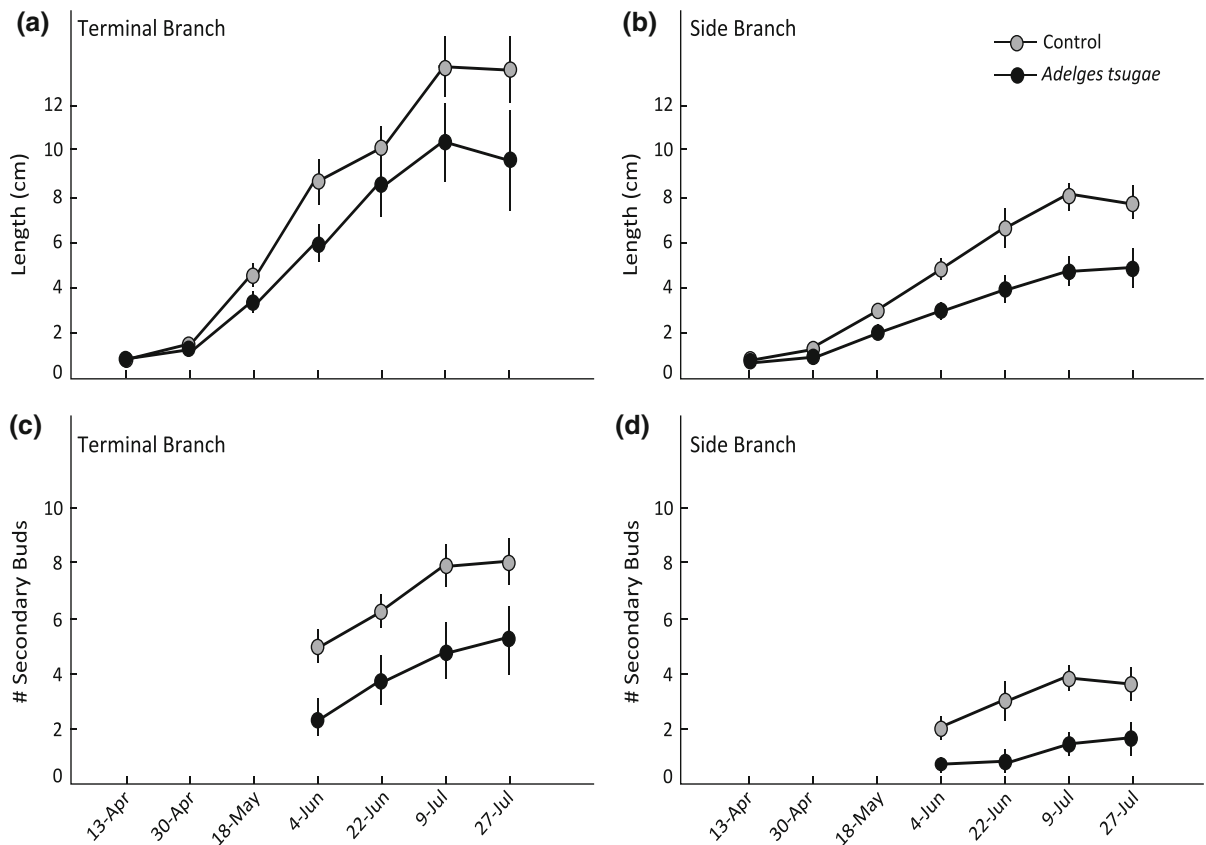 (a) Terminal Branch
Length (cm)
12
10
8
6
4
2
0
(b) Side Branch
Control
Adelges tsugae
Length (cm)
12
10
8
6
4
2
0
(c) Terminal Branch
# Secondary Buds
10
8
6
4
2
0
13-Apr 30-Apr 18-May 4-Jun 22-Jun 9-Jul 27-Jul
(d) Side Branch
# Secondary Buds
10
8
6
4
2
0
13-Apr 30-Apr 18-May 4-Jun 22-Jun 9-Jul 27-Jul